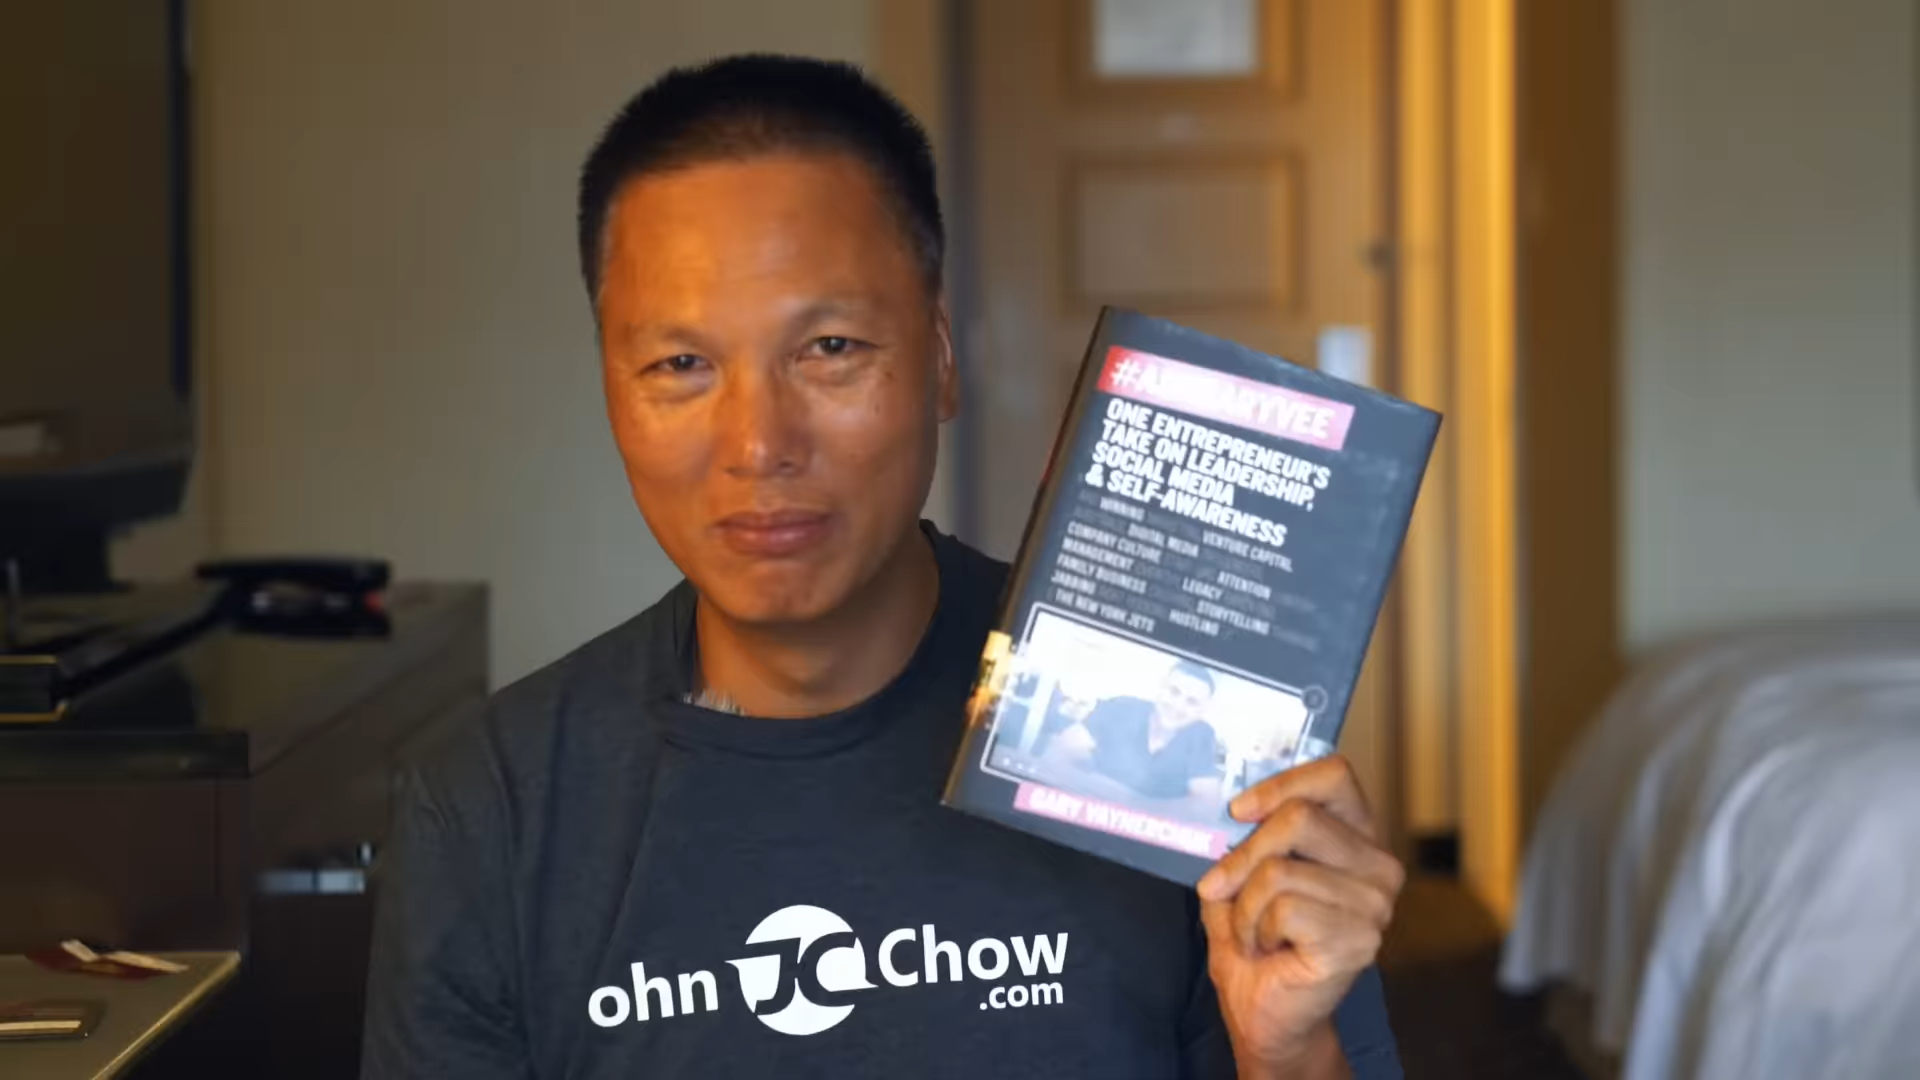 #ASKGARYVEE
ONE ENTREPRENEUR'S
TAKE ON LEADERSHIP,
SOCIAL MEDIA
& SELF-AWARENESS
WINNING
DIGITAL MEDIA VENTURE CAPITAL
COMPANY CULTURE
MANAGEMENT ATTENTION
FAMILY BUSINESS LEGACY
JABBING STORYTELLING
THE NEW YORK JETS HUSTLING
GARY VAYNERCHUK
ohn JC Chow
.com